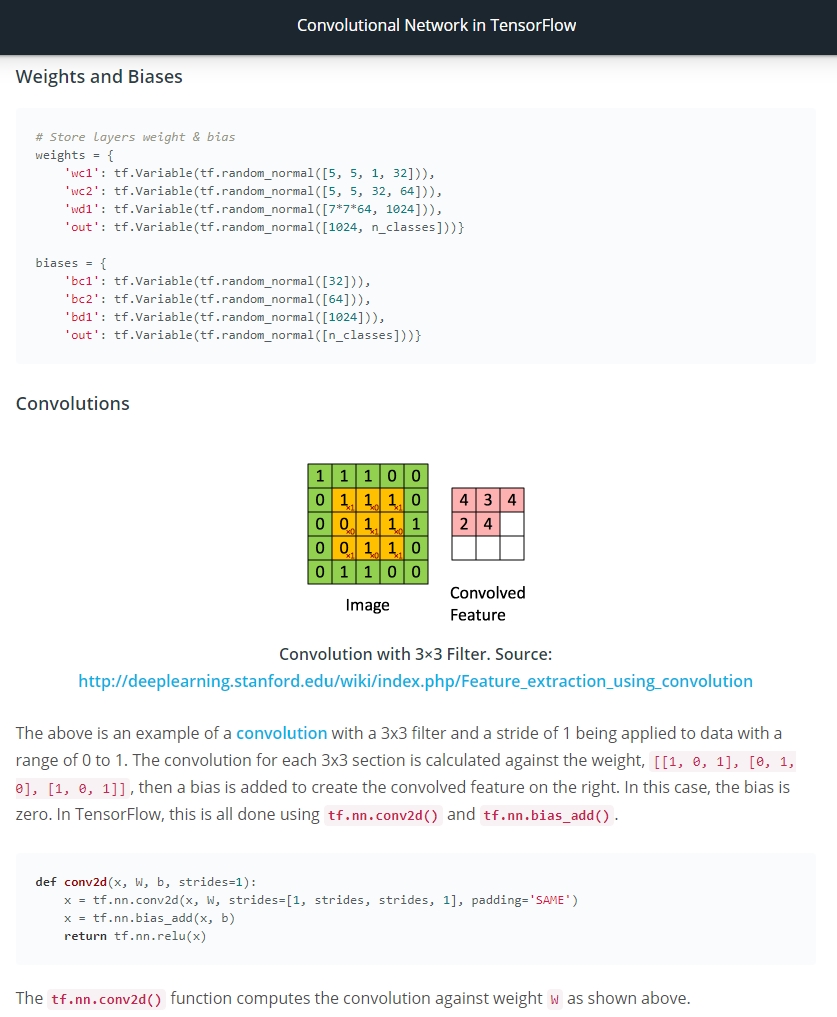 Convolutional Network in TensorFlow
Weights and Biases
# Store layers weight & bias
weights = {
    'wc1': tf.Variable(tf.random_normal([5, 5, 1, 32])),
    'wc2': tf.Variable(tf.random_normal([5, 5, 32, 64])),
    'wd1': tf.Variable(tf.random_normal([7*7*64, 1024])),
    'out': tf.Variable(tf.random_normal([1024, n_classes]))}
biases = {
    'bc1': tf.Variable(tf.random_normal([32])),
    'bc2': tf.Variable(tf.random_normal([64])),
    'bd1': tf.Variable(tf.random_normal([1024])),
    'out': tf.Variable(tf.random_normal([n_classes]))}
Convolutions
1 1 1 0 0
0 1×1 1×0 1×1 0
0 0×0 1×1 1×0 1
0 0×1 1×0 1×1 0
0 1 1 0 0
Image
4 3 4
2 4
Convolved
Feature
Convolution with 3×3 Filter. Source:
http://deeplearning.stanford.edu/wiki/index.php/Feature_extraction_using_convolution
The above is an example of a convolution with a 3x3 filter and a stride of 1 being applied to data with a
range of 0 to 1. The convolution for each 3x3 section is calculated against the weight, [[1, 0, 1], [0, 1,
0], [1, 0, 1]], then a bias is added to create the convolved feature on the right. In this case, the bias is
zero. In TensorFlow, this is all done using tf.nn.conv2d() and tf.nn.bias_add().
def conv2d(x, W, b, strides=1):
    x = tf.nn.conv2d(x, W, strides=[1, strides, strides, 1], padding='SAME')
    x = tf.nn.bias_add(x, b)
    return tf.nn.relu(x)
The tf.nn.conv2d() function computes the convolution against weight W as shown above.